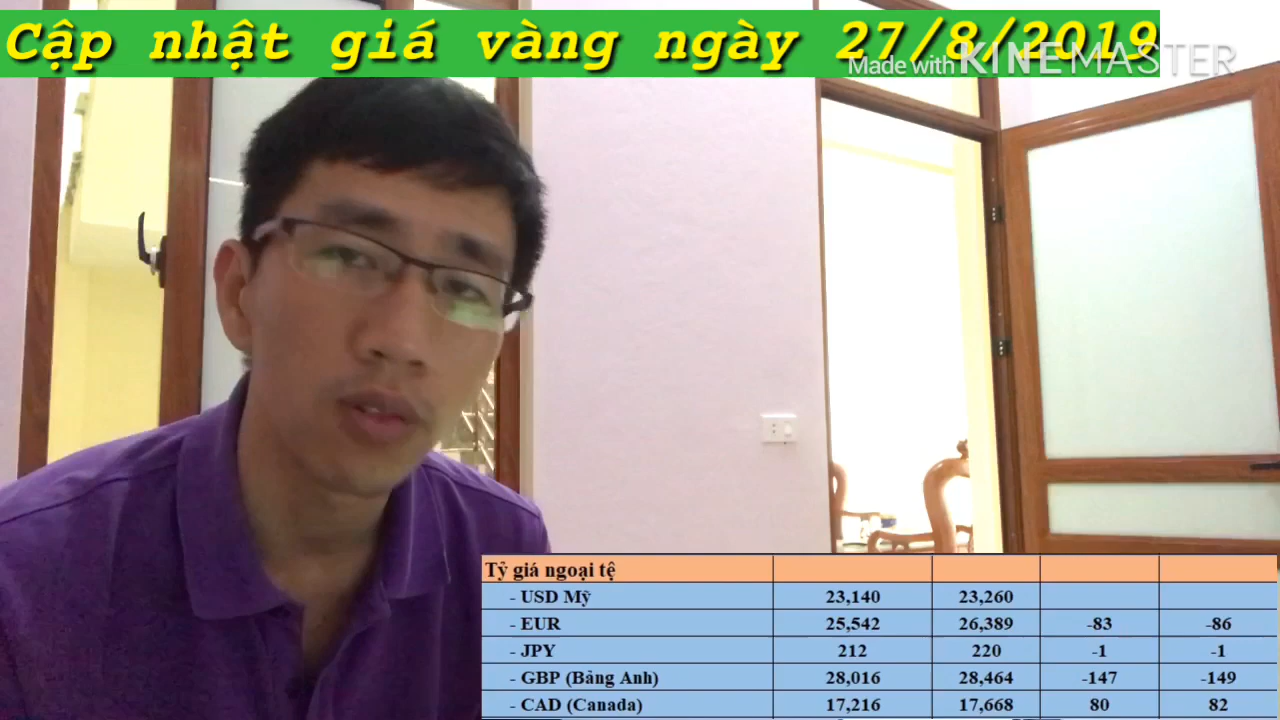 Cập nhật giá vàng ngày 27/8/2019
Made with KINEMASTER
Tỷ giá ngoại tệ
- USD Mỹ 23,140 23,260
- EUR 25,542 26,389 -83 -86
- JPY 212 220 -1 -1
- GBP (Bảng Anh) 28,016 28,464 -147 -149
- CAD (Canada) 17,216 17,668 80 82